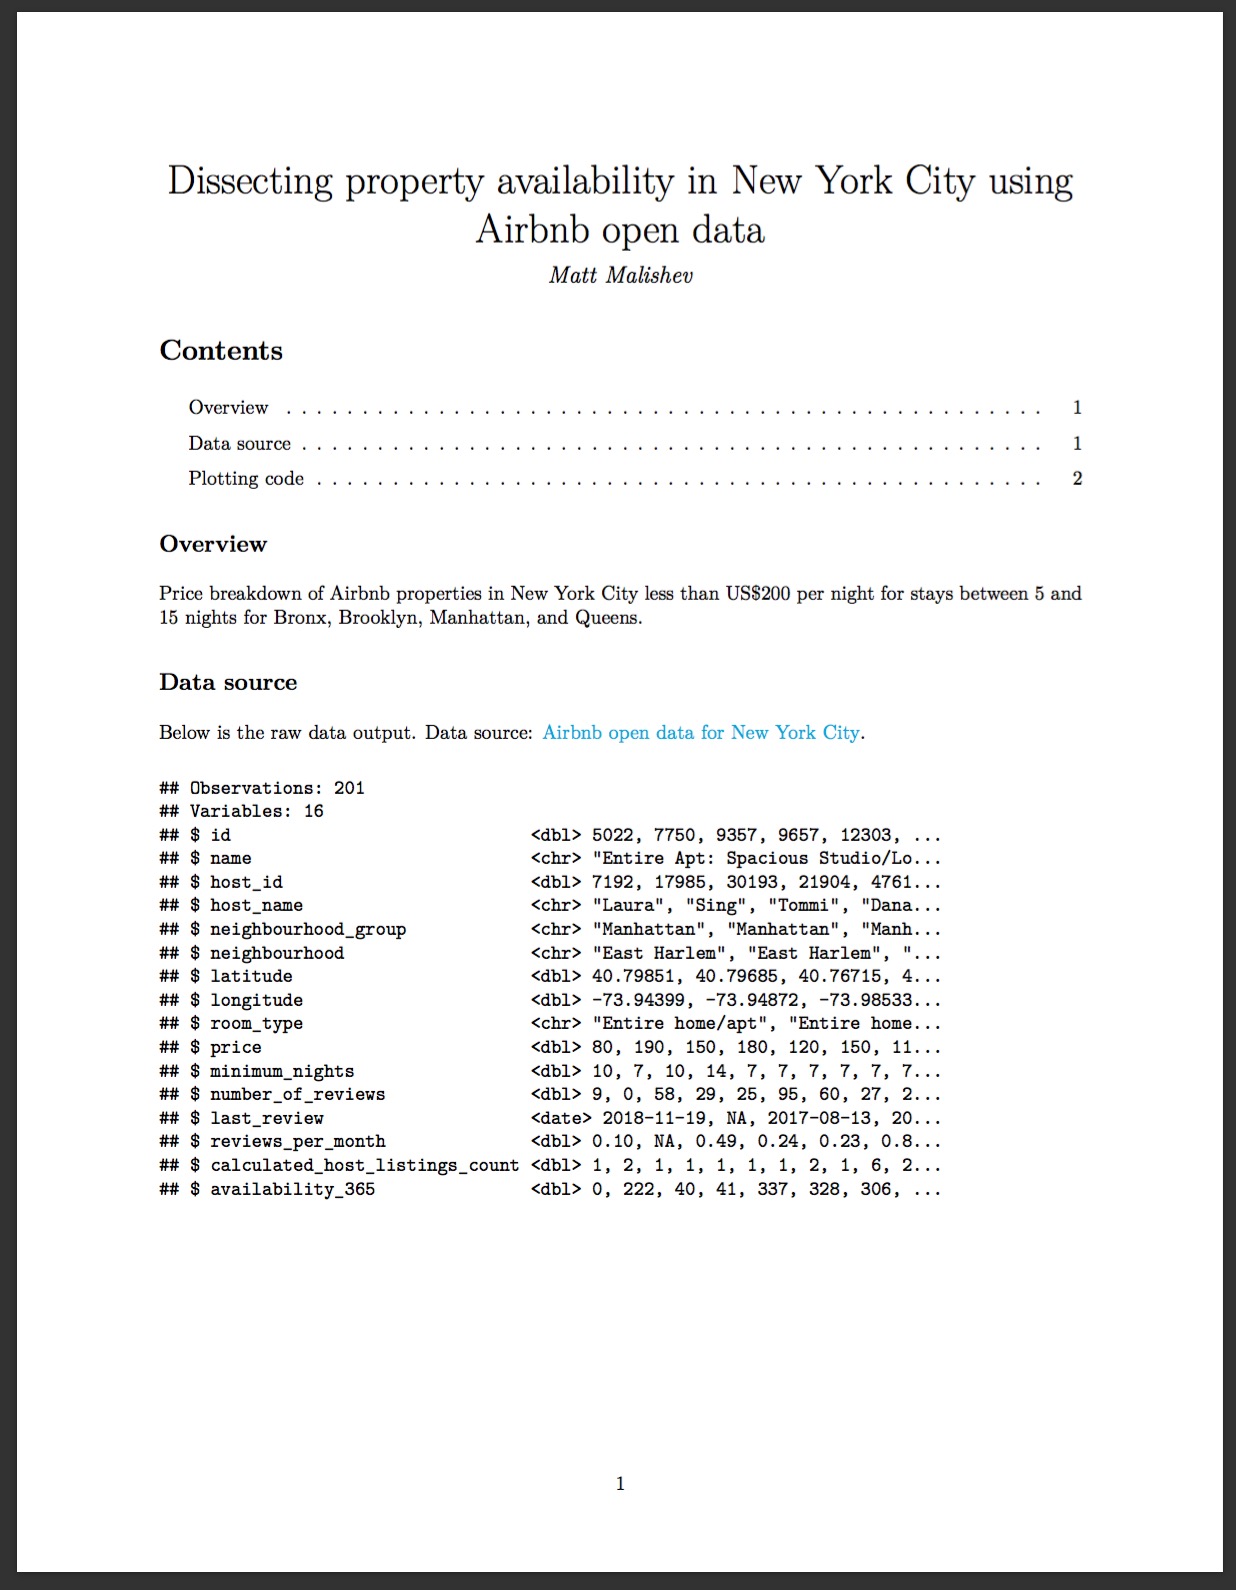 Dissecting property availability in New York City using
Airbnb open data
Matt Malishev
Contents
Overview . . . . . . . . . . . . . . . . . . . . . . . . . . . . . . . . . . . . . . . . . . . . . . . . . . 1
Data source . . . . . . . . . . . . . . . . . . . . . . . . . . . . . . . . . . . . . . . . . . . . . . . . . 1
Plotting code . . . . . . . . . . . . . . . . . . . . . . . . . . . . . . . . . . . . . . . . . . . . . . . . 2
Overview
Price breakdown of Airbnb properties in New York City less than US$200 per night for stays between 5 and
15 nights for Bronx, Brooklyn, Manhattan, and Queens.
Data source
Below is the raw data output. Data source: Airbnb open data for New York City.
## Observations: 201
## Variables: 16
## $ id                             <dbl> 5022, 7750, 9357, 9657, 12303, ...
## $ name                           <chr> "Entire Apt: Spacious Studio/Lo...
## $ host_id                        <dbl> 7192, 17985, 30193, 21904, 4761...
## $ host_name                      <chr> "Laura", "Sing", "Tommi", "Dana...
## $ neighbourhood_group            <chr> "Manhattan", "Manhattan", "Manh...
## $ neighbourhood                  <chr> "East Harlem", "East Harlem", "...
## $ latitude                       <dbl> 40.79851, 40.79685, 40.76715, 4...
## $ longitude                      <dbl> -73.94399, -73.94872, -73.98533...
## $ room_type                      <chr> "Entire home/apt", "Entire home...
## $ price                          <dbl> 80, 190, 150, 180, 120, 150, 11...
## $ minimum_nights                 <dbl> 10, 7, 10, 14, 7, 7, 7, 7, 7, 7...
## $ number_of_reviews              <dbl> 9, 0, 58, 29, 25, 95, 60, 27, 2...
## $ last_review                    <date> 2018-11-19, NA, 2017-08-13, 20...
## $ reviews_per_month              <dbl> 0.10, NA, 0.49, 0.24, 0.23, 0.8...
## $ calculated_host_listings_count <dbl> 1, 2, 1, 1, 1, 1, 1, 2, 1, 6, 2...
## $ availability_365               <dbl> 0, 222, 40, 41, 337, 328, 306, ...
1